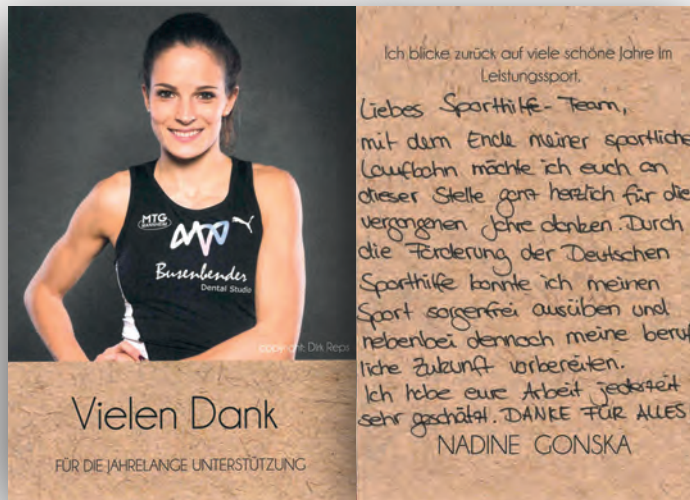 MTG
MANNHEIM
Busenbender
Dental Studio
copyright: Dirk Reps
Vielen Dank
FÜR DIE JAHRELANGE UNTERSTÜTZUNG
Ich blicke zurück auf viele schöne Jahre im
Leistungssport.
Liebes Sporthilfe-Team,
mit dem Ende meiner sportliche
Laufbahn möchte ich euch an
dieser Stelle ganz herzlich für die
vergangenen Jahre danken. Durch
die Förderung der Deutschen
Sporthilfe konnte ich meinen
Sport sorgenfrei ausüben und
nebenbei dennoch meine beruf
liche Zukunft vorbereiten.
Ich habe eure Arbeit jederzeit
sehr geschätzt. DANKE FÜR ALLES
NADINE GONSKA